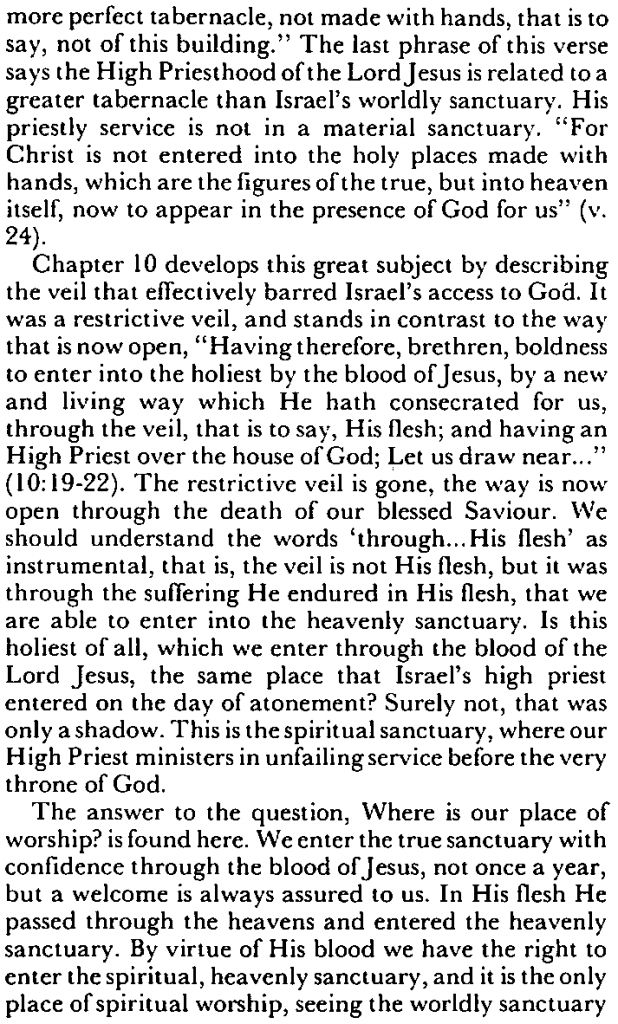 more perfect tabernacle, not made with hands, that is to
say, not of this building.” The last phrase of this verse
says the High Priesthood of the Lord Jesus is related to a
greater tabernacle than Israel’s worldly sanctuary. His
priestly service is not in a material sanctuary. “For
Christ is not entered into the holy places made with
hands, which are the figures of the true, but into heaven
itself, now to appear in the presence of God for us” (v.
24).
Chapter 10 develops this great subject by describing
the veil that effectively barred Israel’s access to God. It
was a restrictive veil, and stands in contrast to the way
that is now open, “Having therefore, brethren, boldness
to enter into the holiest by the blood of Jesus, by a new
and living way which He hath consecrated for us,
through the veil, that is to say, His flesh; and having an
High Priest over the house of God; Let us draw near...”
(10:19-22). The restrictive veil is gone, the way is now
open through the death of our blessed Saviour. We
should understand the words ‘through...His flesh’ as
instrumental, that is, the veil is not His flesh, but it was
through the suffering He endured in His flesh, that we
are able to enter into the heavenly sanctuary. Is this
holiest of all, which we enter through the blood of the
Lord Jesus, the same place that Israel’s high priest
entered on the day of atonement? Surely not, that was
only a shadow. This is the spiritual sanctuary, where our
High Priest ministers in unfailing service before the very
throne of God.
The answer to the question, Where is our place of
worship? is found here. We enter the true sanctuary with
confidence through the blood of Jesus, not once a year,
but a welcome is always assured to us. In His flesh He
passed through the heavens and entered the heavenly
sanctuary. By virtue of His blood we have the right to
enter the spiritual, heavenly sanctuary, and it is the only
place of spiritual worship, seeing the worldly sanctuary